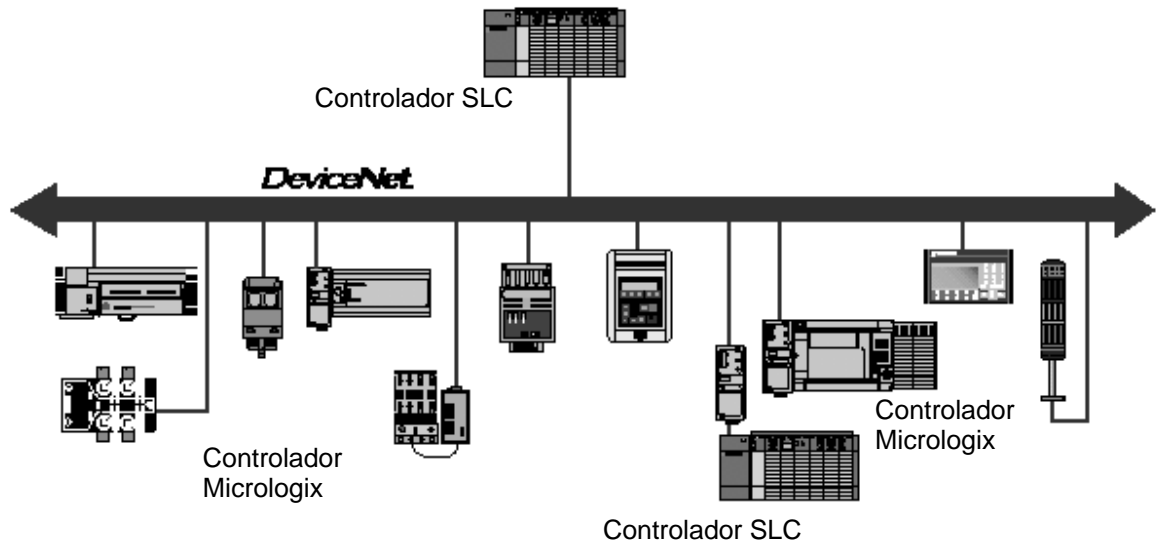 Controlador SLC
DeviceNet
Controlador
Micrologix
Controlador
Micrologix
Controlador SLC